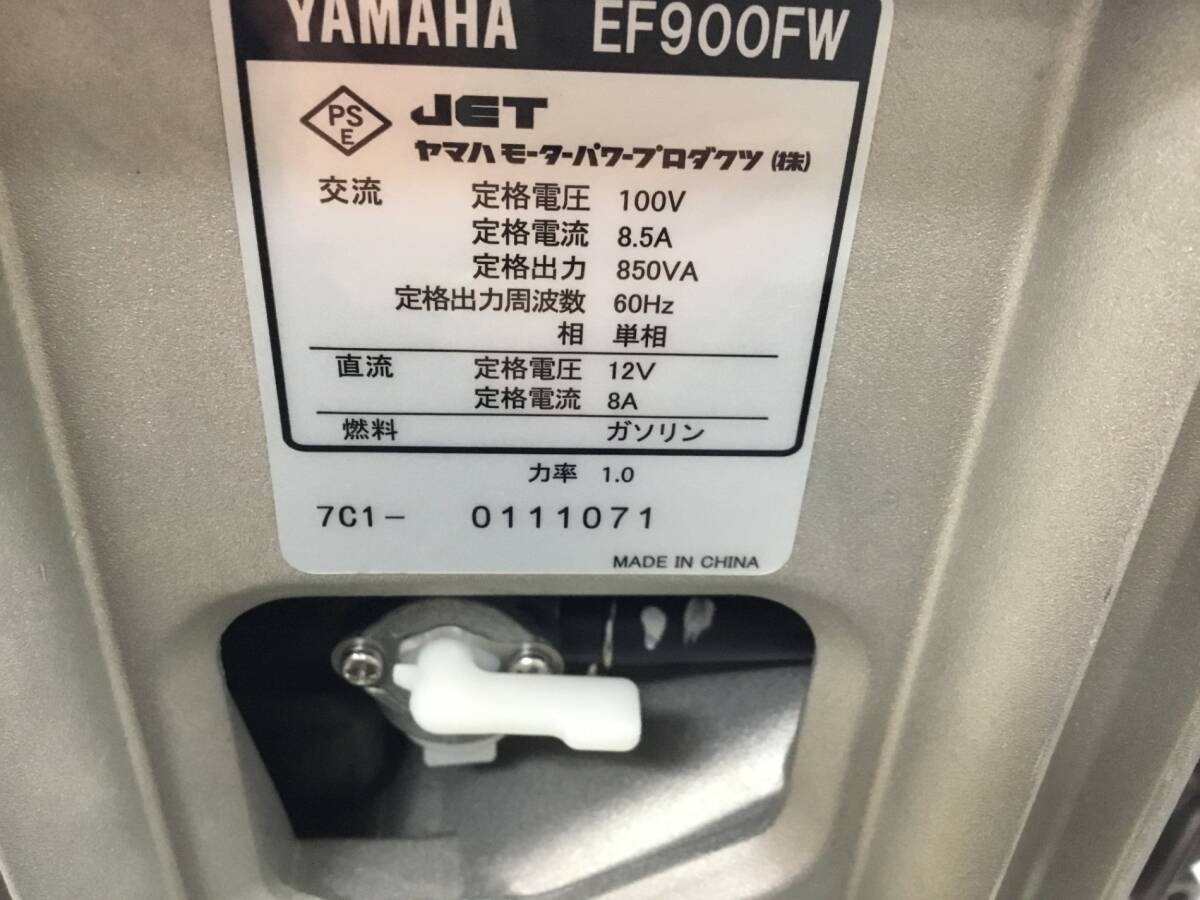 YAMAHA EF900FW
PS E JET
ヤマハ モーターパワープロダクツ (株)
交流 定格電圧 100V
定格電流 8.5A
定格出力 850VA
定格出力周波数 60Hz
相 単相
直流 定格電圧 12V
定格電流 8A
燃料 ガソリン
力率 1.0
7C1- 0111071
MADE IN CHINA